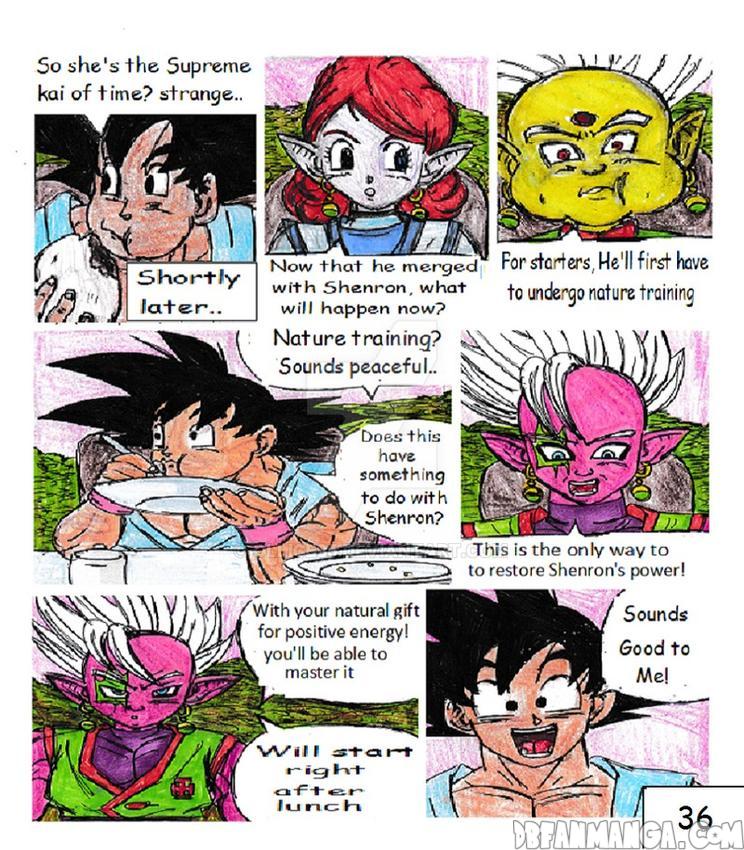 So she's the Supreme
kai of time? strange..
Shortly
later..
Now that he merged
with Shenron, what
will happen now?
For starters, He'll first have
to undergo nature training
Nature training?
Sounds peaceful..
Does this
have
something
to do with
Shenron?
This is the only way to
to restore Shenron's power!
With your natural gift
for positive energy!
you'll be able to
master it
Will start
right
after
lunch
Sounds
Good to
Me!
36
DBFANMANGA.COM